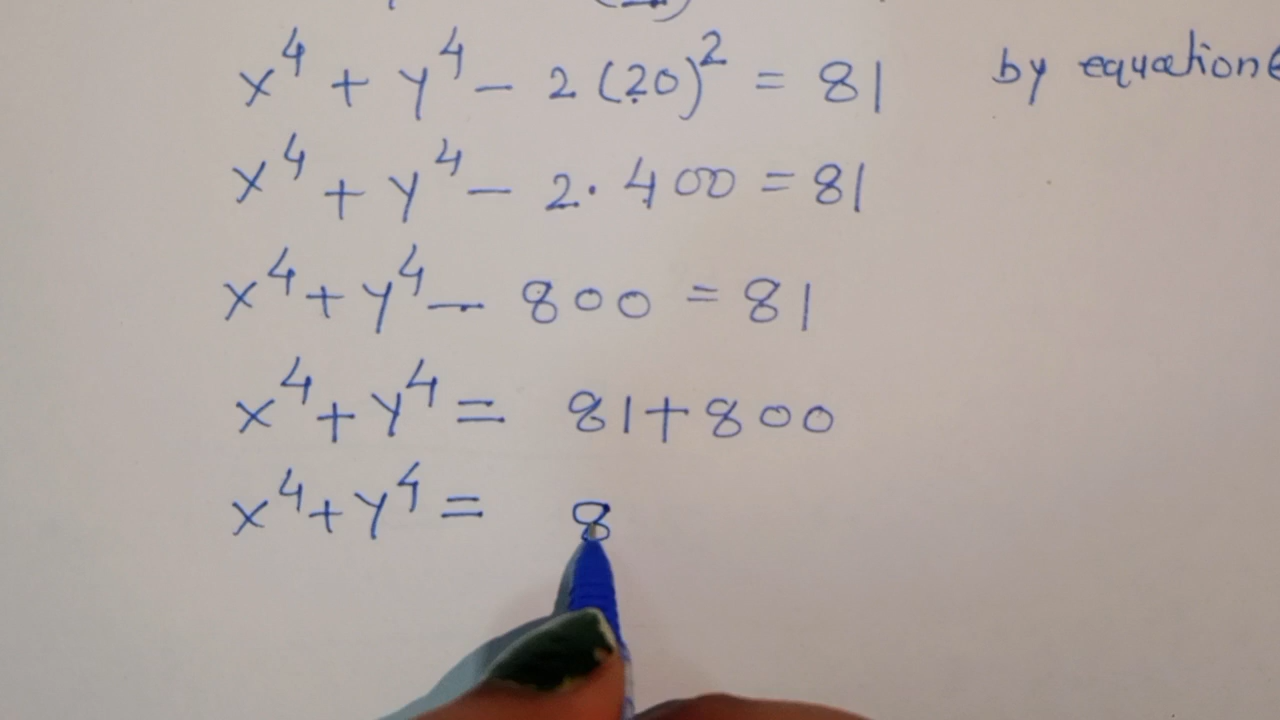 x⁴ + y⁴ - 2 (20)² = 81 by equation
x⁴ + y⁴ - 2 · 400 = 81
x⁴ + y⁴ - 800 = 81
x⁴ + y⁴ = 81 + 800
x⁴ + y⁴ = 8